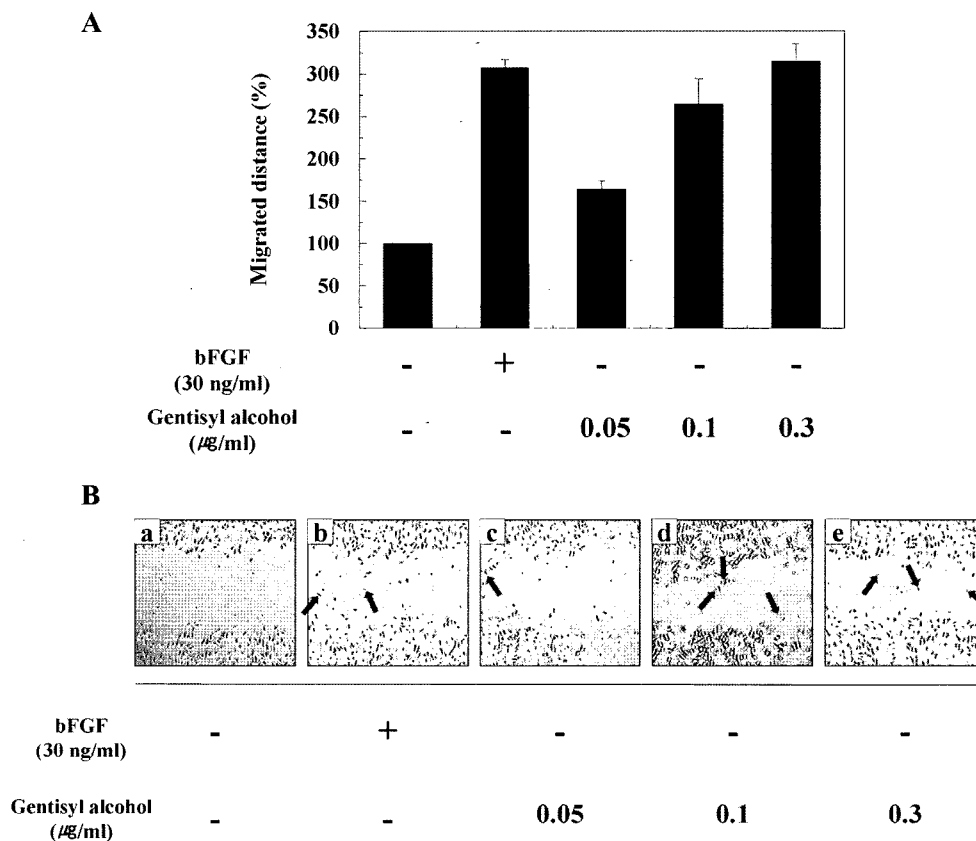 A
350
300
250
200
150
100
50
0
Migrated distance (%)
bFGF
(30 ng/ml)
- + - - -
Gentisyl alcohol
(㎍/ml)
- - 0.05 0.1 0.3
B
a b c d e
bFGF
(30 ng/ml)
- + - - -
Gentisyl alcohol
(㎍/ml)
- - 0.05 0.1 0.3